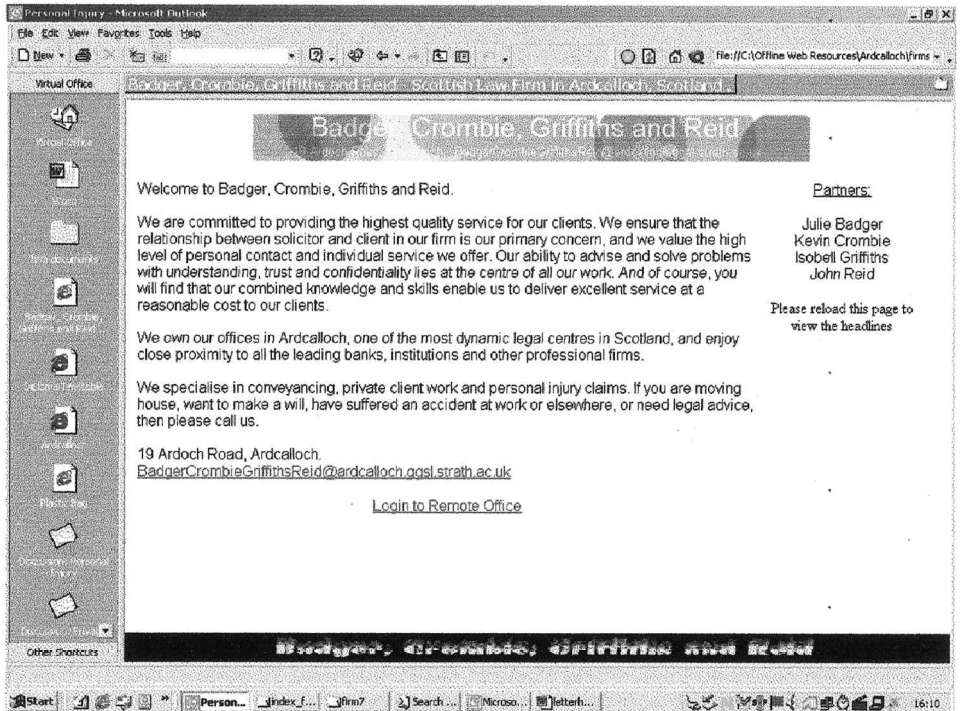 Personal Injury - Microsoft Outlook
File Edit View Favorites Tools Help
New
file://C:\Offline Web Resources\Ardcalloch\firms
Virtual Office
Badger, Crombie, Griffiths and Reid - Scottish Law Firm in Ardcalloch, Scotland
Virtual Office
Word
firm documents
Badger, Crombie, Griffiths and Reid
Ardcalloch
Badger, Crombie, Griffiths and Reid
Welcome to Badger, Crombie, Griffiths and Reid.
We are committed to providing the highest quality service for our clients. We ensure that the
relationship between solicitor and client in our firm is our primary concern, and we value the high
level of personal contact and individual service we offer. Our ability to advise and solve problems
with understanding, trust and confidentiality lies at the centre of all our work. And of course, you
will find that our combined knowledge and skills enable us to deliver excellent service at a
reasonable cost to our clients.
We own our offices in Ardcalloch, one of the most dynamic legal centres in Scotland, and enjoy
close proximity to all the leading banks, institutions and other professional firms.
We specialise in conveyancing, private client work and personal injury claims. If you are moving
house, want to make a will, have suffered an accident at work or elsewhere, or need legal advice,
then please call us.
19 Ardoch Road, Ardcalloch.
BadgerCrombieGriffithsReid@ardcalloch.ggsl.strath.ac.uk
Login to Remote Office
Partners:
Julie Badger
Kevin Crombie
Isobell Griffiths
John Reid
Please reload this page to
view the headlines
Badger, Crombie, Griffiths and Reid
Other Shortcuts
Start
Person...
index_f...
firm7
Search ...
Microso...
letterh...
16:10